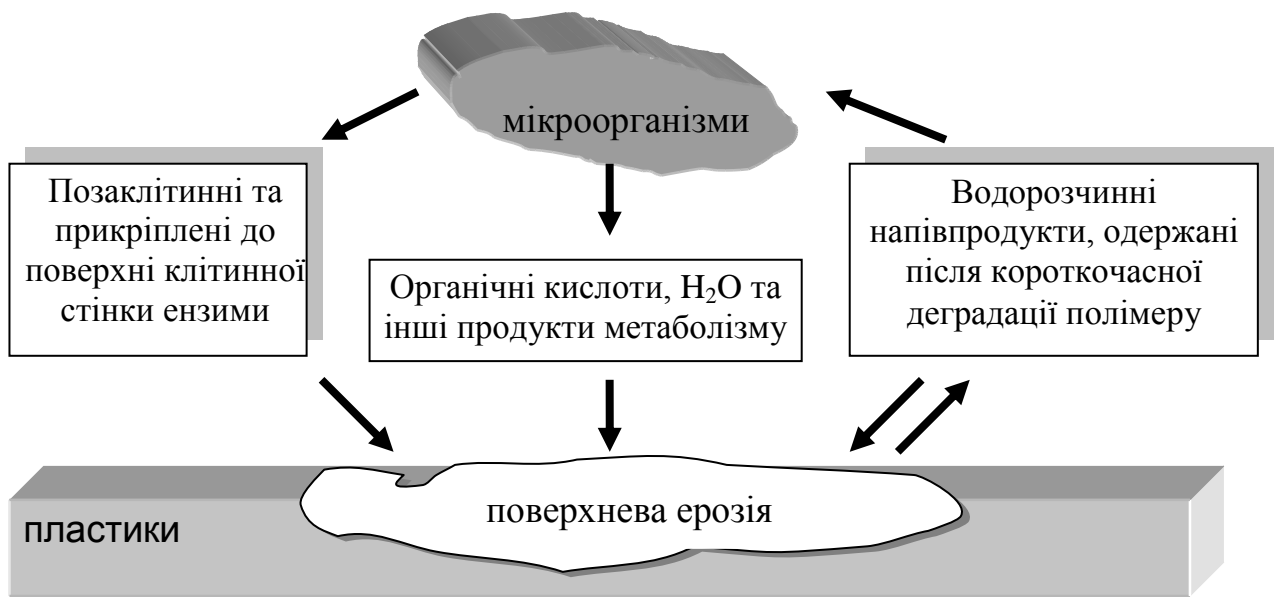 мікроорганізми
Позаклітинні та
прикріплені до
поверхні клітинної
стінки ензими
Органічні кислоти, H₂O та
інші продукти метаболізму
Водорозчинні
напівпродукти, одержані
після короткочасної
деградації полімеру
поверхнева ерозія
пластики